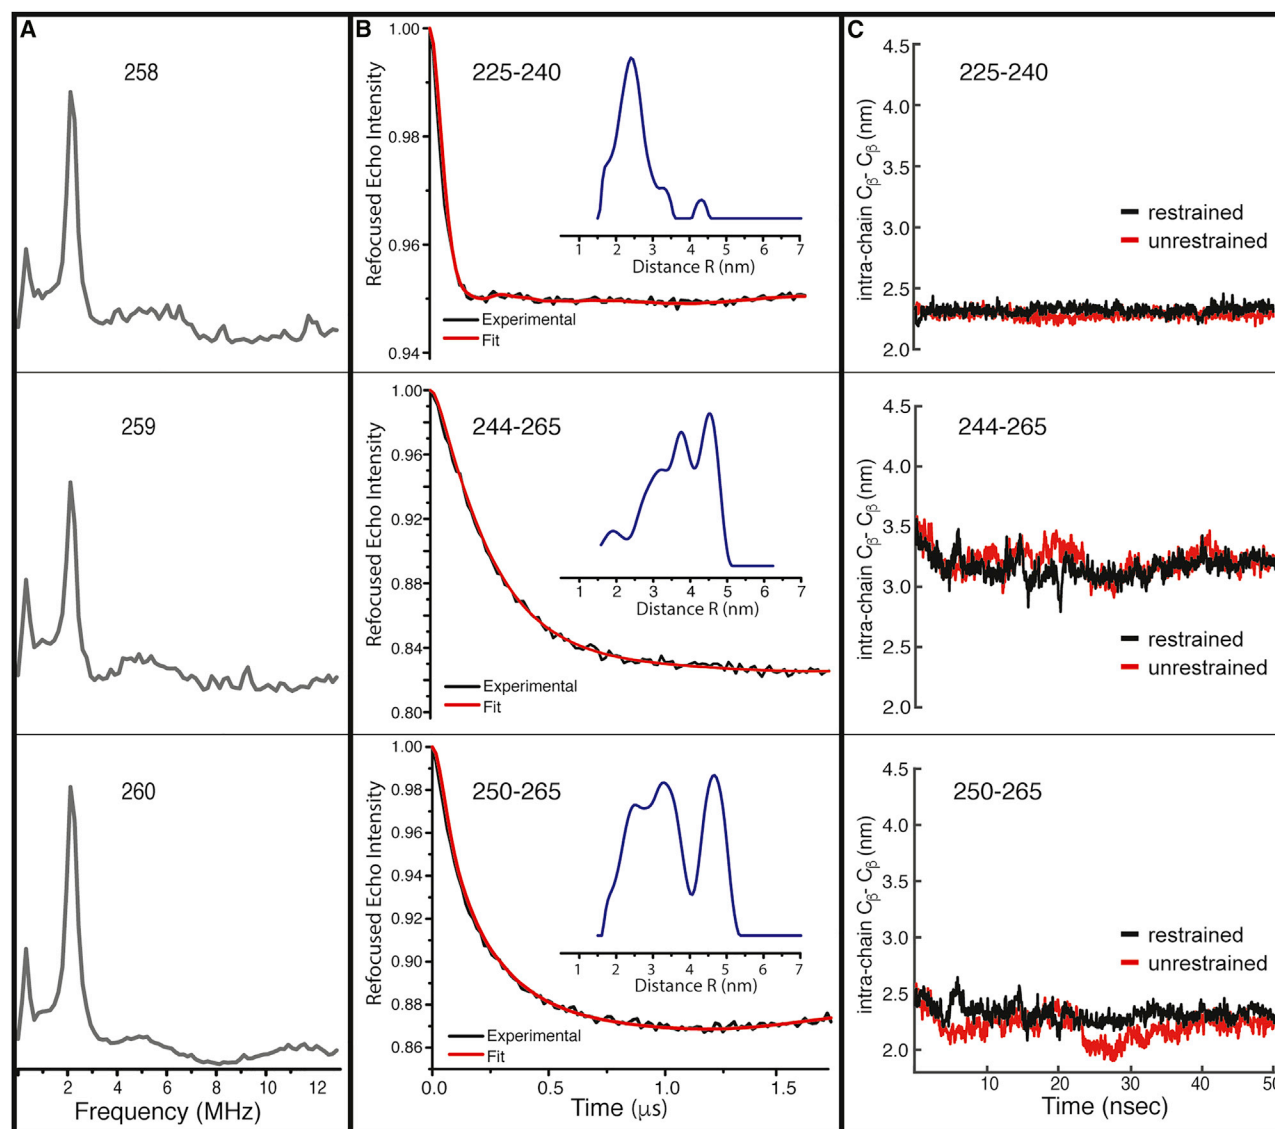 A
258
259
260
2
4
6
8
10
12
Frequency (MHz)
B
225-240
Refocused Echo Intensity
1.00
0.98
0.96
0.94
Experimental
Fit
1 2 3 4 5 6 7
Distance R (nm)
244-265
Refocused Echo Intensity
1.00
0.96
0.92
0.88
0.84
0.80
Experimental
Fit
1 2 3 4 5 6 7
Distance R (nm)
250-265
Refocused Echo Intensity
1.00
0.98
0.96
0.94
0.92
0.90
0.88
0.86
Experimental
Fit
1 2 3 4 5 6 7
Distance R (nm)
0.0 0.5 1.0 1.5
Time (μs)
C
225-240
intra-chain Cβ- Cβ (nm)
4.5
4.0
3.5
3.0
2.5
2.0
restrained
unrestrained
244-265
intra-chain Cβ- Cβ (nm)
4.5
4.0
3.5
3.0
2.5
2.0
restrained
unrestrained
250-265
intra-chain Cβ- Cβ (nm)
4.5
4.0
3.5
3.0
2.5
2.0
restrained
unrestrained
10 20 30 40 50
Time (nsec)